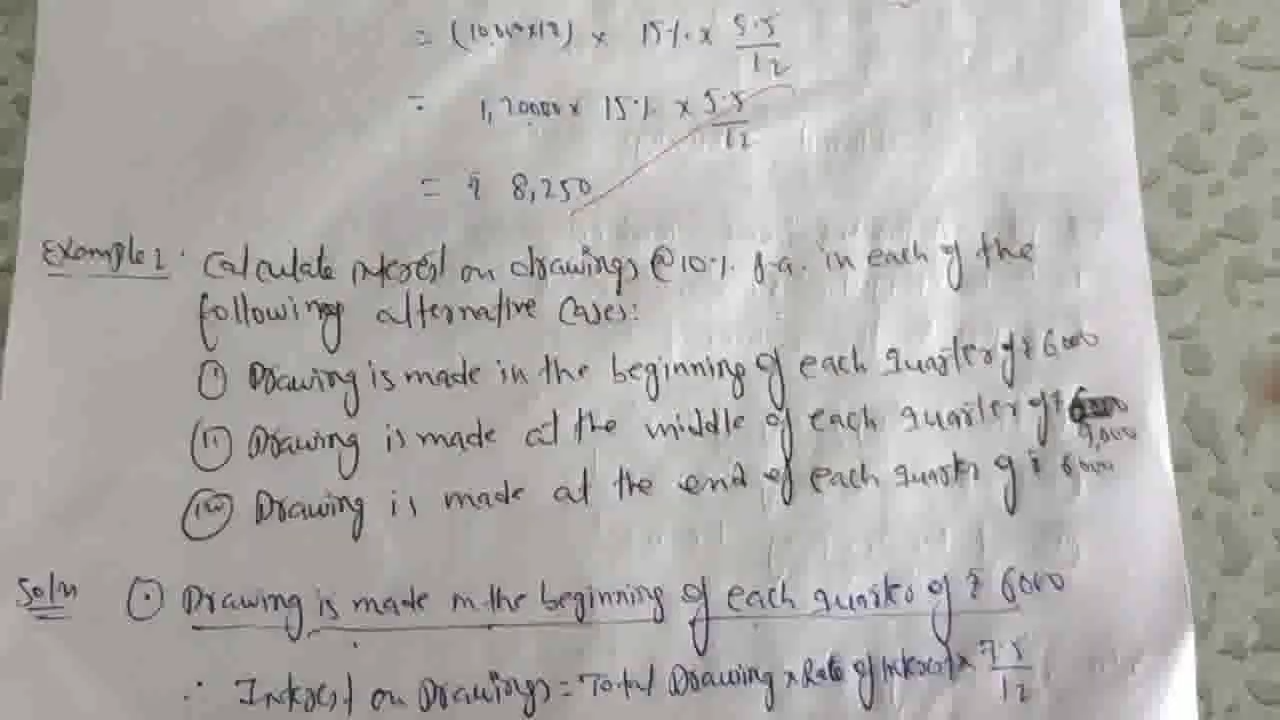 = (10,000x12) x 15% x 5.5/12
= 1,20000 x 15% x 5.5/12
= ₹ 8,250
Example 2. Calculate interest on drawings @ 10% p.a. in each of the
following alternative cases:
(i) Drawing is made in the beginning of each quarter of ₹ 6000
(ii) Drawing is made at the middle of each quarter of ₹
9,000
(iii) Drawing is made at the end of each quarter of ₹ 6000
Soln (i) Drawing is made in the beginning of each quarter of ₹ 6000
∴ Interest on Drawings = Total Drawing x Rate of Interest x 7.5/12